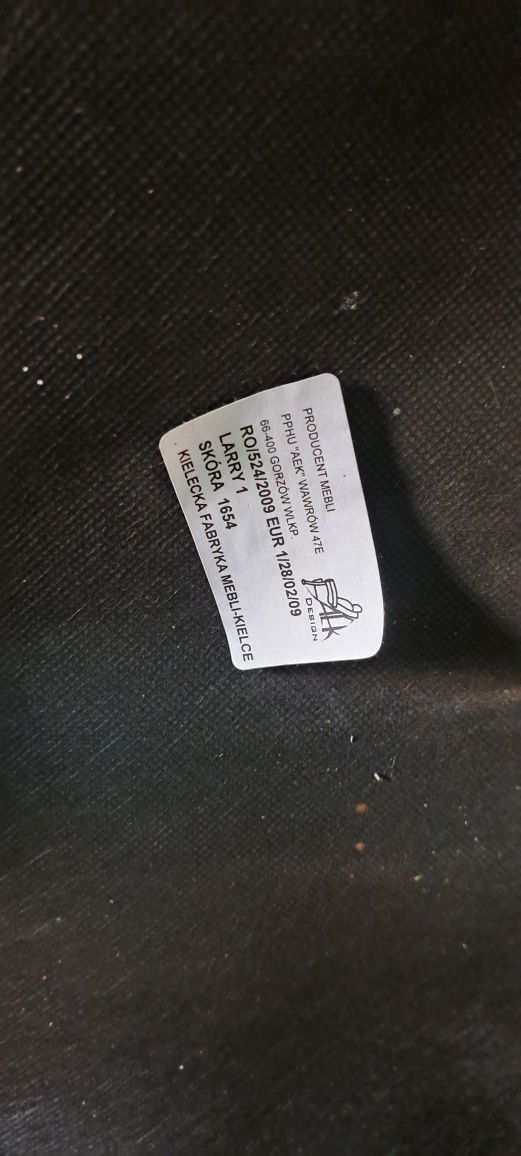 PRODUCENT MEBLI
PPHU "AEK" WAWRÓW 47E
66-400 GORZÓW WLKP.
AEK
DESIGN
RO/524/2009 EUR 1/28/02/09
LARRY 1
SKÓRA 1654
KIELECKA FABRYKA MEBLI-KIELCE